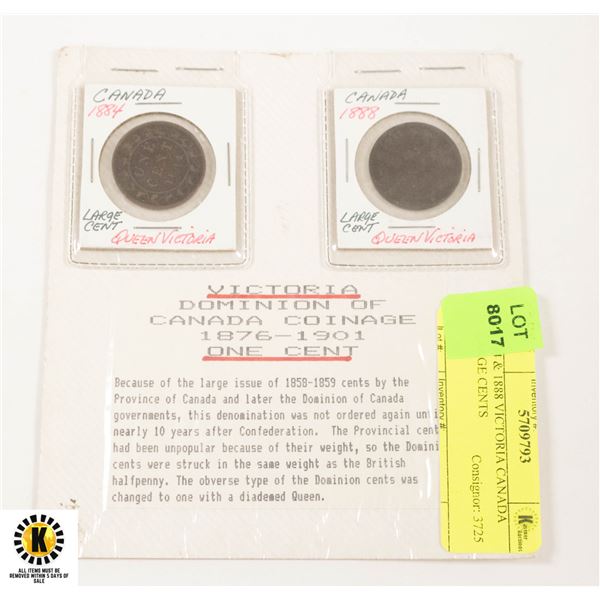 CANADA
1884
ONE
CENT
LARGE
CENT
QUEEN VICTORIA
CANADA
1888
LARGE
CENT
QUEEN VICTORIA
VICTORIA
DOMINION OF
CANADA COINAGE
1876-1901
ONE CENT
Because of the large issue of 1858-1859 cents by the
Province of Canada and later the Dominion of Canada
governments, this denomination was not ordered again
nearly 10 years after Confederation. The Provincial
had been unpopular because of their weight, so the
cents were struck in the same weight as the British
halfpenny. The obverse type of the Dominion cents was
changed to one with a diademed Queen.
LOT
8017
Inventory #:
5709793
& 1888 VICTORIA CANADA
CENTS
Consignor: 3725
Lot #:
Inventory #:
K
ALL ITEMS MUST BE
REMOVED WITHIN 5 DAYS OF
SALE